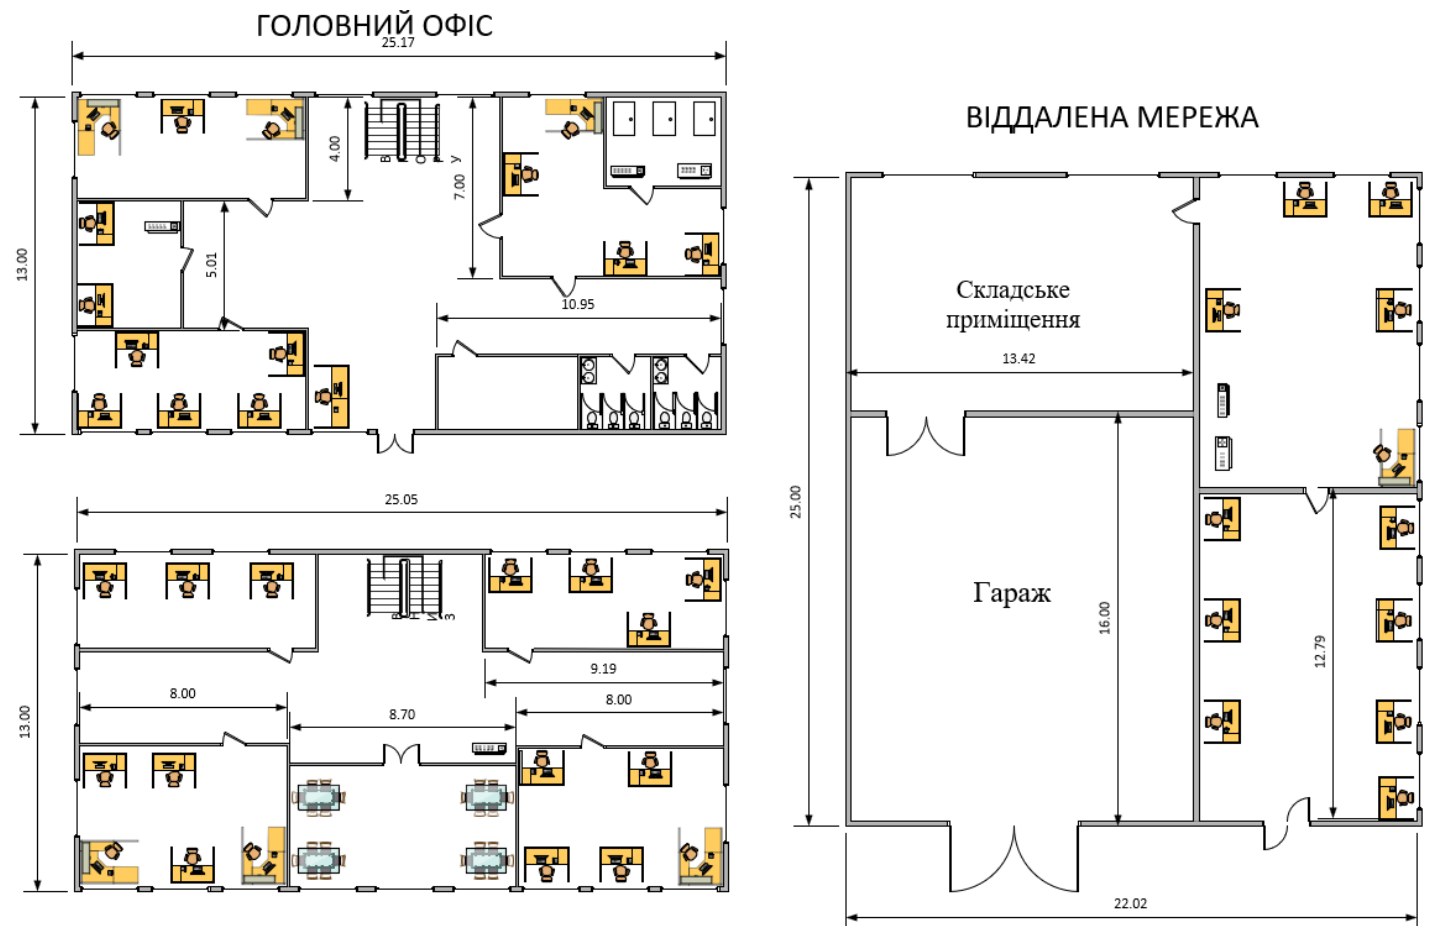 ГОЛОВНИЙ ОФІС
25.17
4.00
ВГОРУ
7.00
13.00
5.01
10.95
25.05
ВНИЗ
13.00
8.00
8.70
9.19
8.00
ВІДДАЛЕНА МЕРЕЖА
Складське
приміщення
13.42
25.00
Гараж
16.00
12.79
22.02